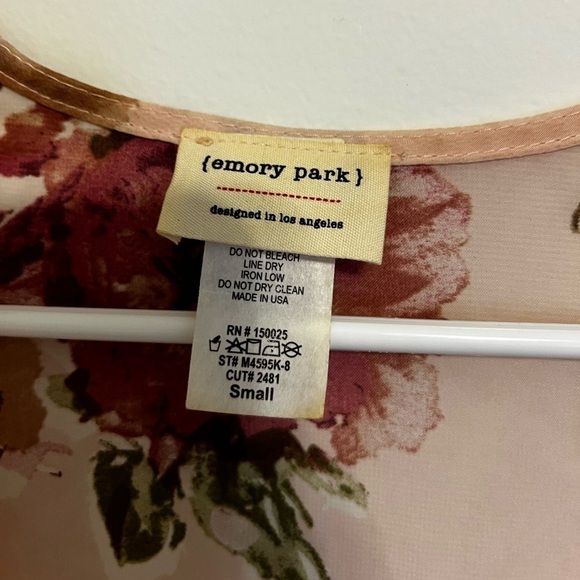 {emory park}
designed in los angeles
DO NOT BLEACH
LINE DRY
IRON LOW
DO NOT DRY CLEAN
MADE IN USA
RN # 150025
ST# M4595K-8
CUT# 2481
Small